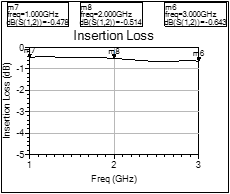 m7
freq=1.000GHz
dB(S(1,2))=-0.478
m8
freq=2.000GHz
dB(S(1,2))=-0.514
m6
freq=3.000GHz
dB(S(1,2))=-0.643
Insertion Loss
Insertion Loss (dB)
0
-1
-2
-3
-4
-5
m7
m8
m6
1
2
3
Freq (GHz)